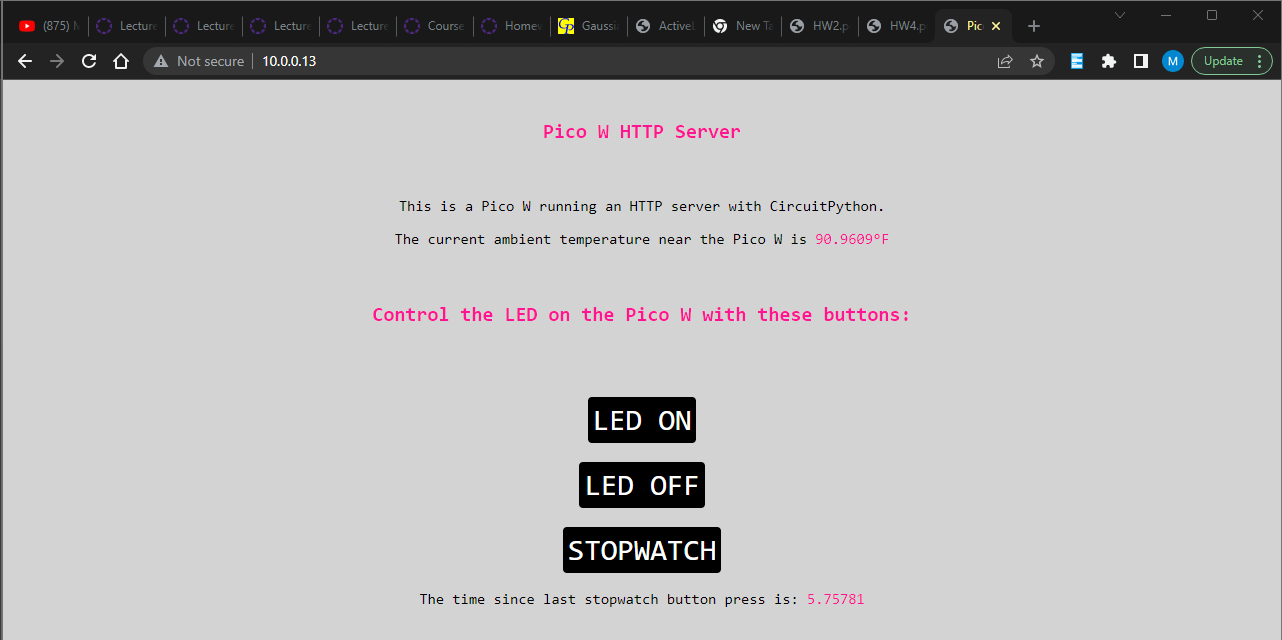 (875) Lecture Lecture Lecture Lecture Course Homew Gaussi ActiveL New Ta HW2.p HW4.p Pic
Not secure 10.0.0.13 M Update
Pico W HTTP Server
This is a Pico W running an HTTP server with CircuitPython.
The current ambient temperature near the Pico W is 90.9609°F
Control the LED on the Pico W with these buttons:
LED ON
LED OFF
STOPWATCH
The time since last stopwatch button press is: 5.75781